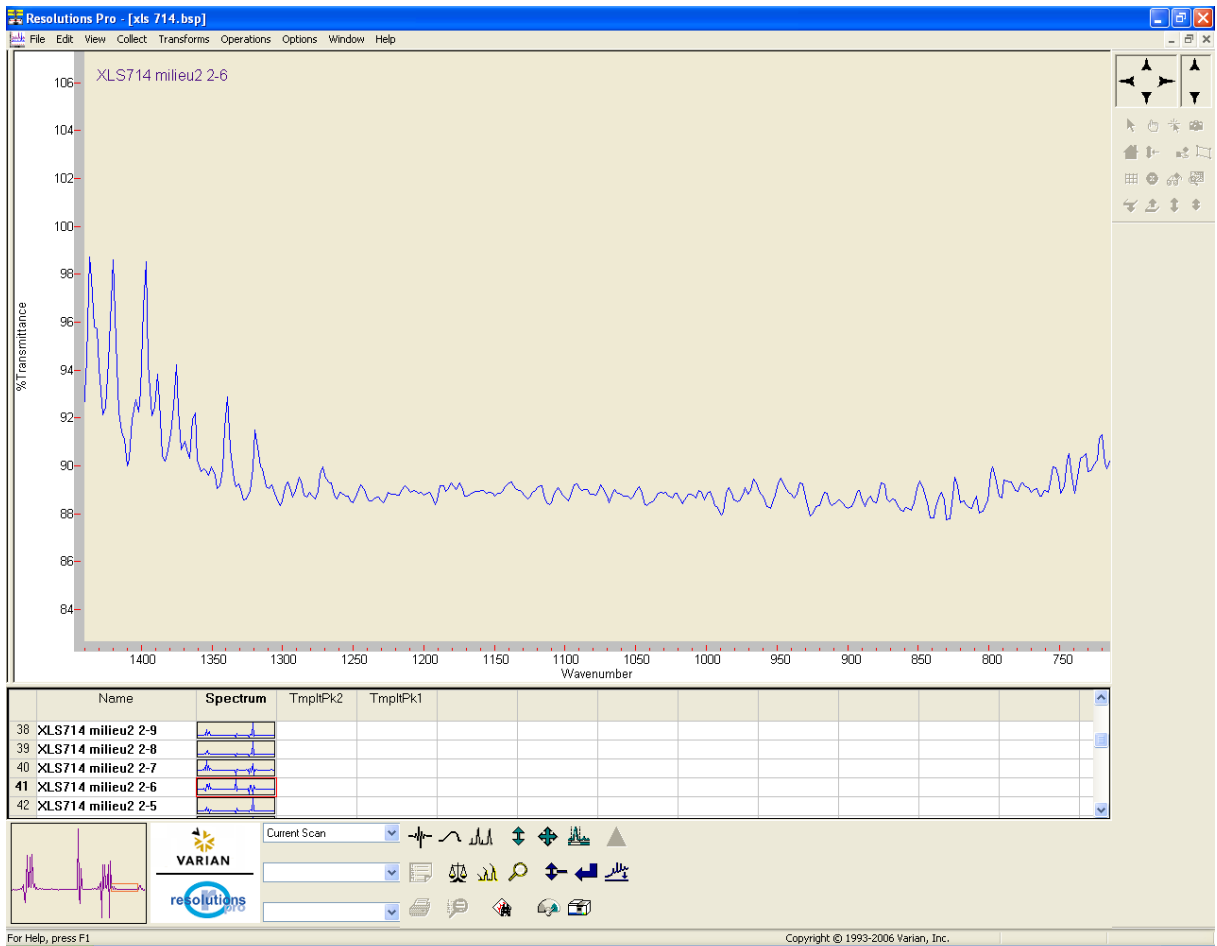 Resolutions Pro - [xls 714.bsp]
File Edit View Collect Transforms Operations Options Window Help
XLS714 milieu2 2-6
106
104
102
100
98
96
94
92
90
88
86
84
%Transmittance
1400 1350 1300 1250 1200 1150 1100 1050 1000 950 900 850 800 750
Wavenumber
Name Spectrum TmpltPk2 TmpltPk1
38 XLS714 milieu2 2-9
39 XLS714 milieu2 2-8
40 XLS714 milieu2 2-7
41 XLS714 milieu2 2-6
42 XLS714 milieu2 2-5
VARIAN
resolutions
pro
Current Scan
For Help, press F1
Copyright © 1993-2006 Varian, Inc.